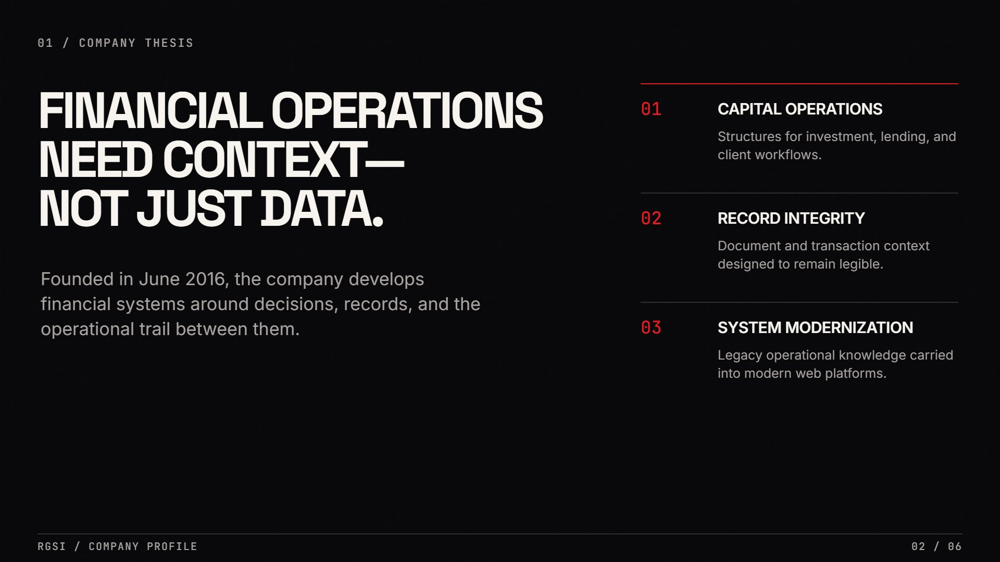 01 / COMPANY THESIS
FINANCIAL OPERATIONS
NEED CONTEXT—
NOT JUST DATA.
Founded in June 2016, the company develops
financial systems around decisions, records, and the
operational trail between them.
01
CAPITAL OPERATIONS
Structures for investment, lending, and
client workflows.
02
RECORD INTEGRITY
Document and transaction context
designed to remain legible.
03
SYSTEM MODERNIZATION
Legacy operational knowledge carried
into modern web platforms.
RGSI / COMPANY PROFILE
02 / 06